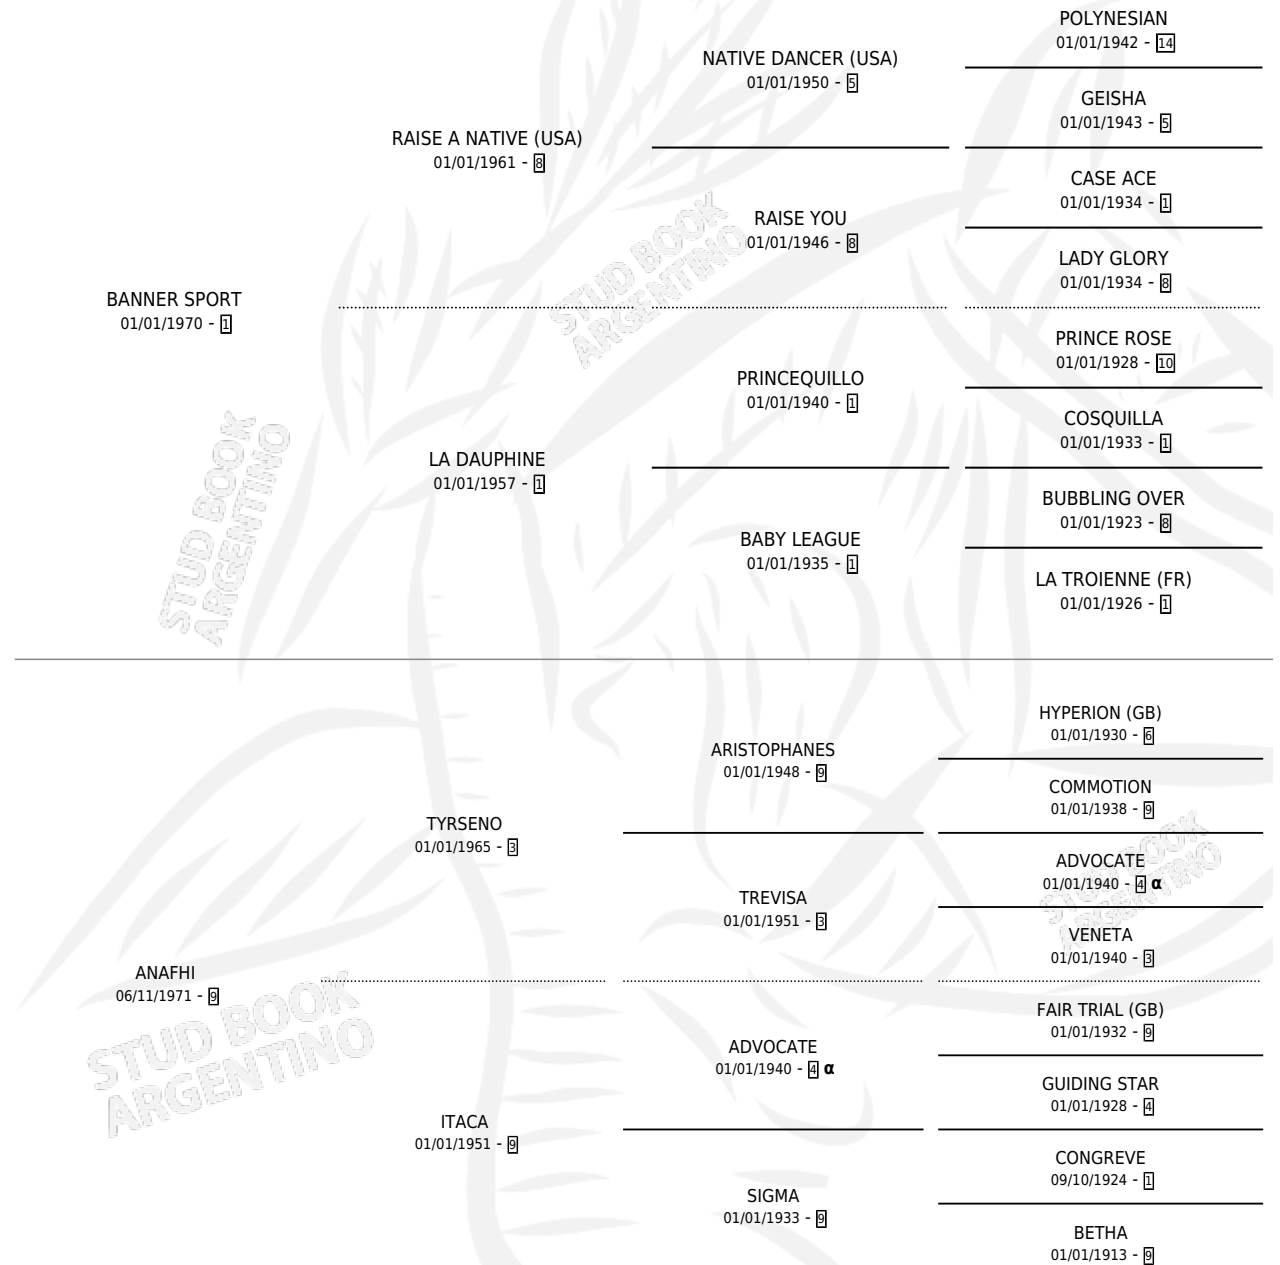 POLYNESIAN
01/01/1942 - 14
NATIVE DANCER (USA)
01/01/1950 - 5
GEISHA
01/01/1943 - 5
RAISE A NATIVE (USA)
01/01/1961 - 8
CASE ACE
01/01/1934 - 1
RAISE YOU
01/01/1946 - 8
LADY GLORY
01/01/1934 - 8
BANNER SPORT
01/01/1970 - 1
PRINCE ROSE
01/01/1928 - 10
PRINCEQUILLO
01/01/1940 - 1
COSQUILLA
01/01/1933 - 1
LA DAUPHINE
01/01/1957 - 1
BUBBLING OVER
01/01/1923 - 8
BABY LEAGUE
01/01/1935 - 1
LA TROIENNE (FR)
01/01/1926 - 1
HYPERION (GB)
01/01/1930 - 6
ARISTOPHANES
01/01/1948 - 9
COMMOTION
01/01/1938 - 9
TYRSENO
01/01/1965 - 3
ADVOCATE
01/01/1940 - 4 α
TREVISA
01/01/1951 - 3
VENETA
01/01/1940 - 3
ANAFHI
06/11/1971 - 9
FAIR TRIAL (GB)
01/01/1932 - 9
ADVOCATE
01/01/1940 - 4 α
GUIDING STAR
01/01/1928 - 4
ITACA
01/01/1951 - 9
CONGREVE
09/10/1924 - 1
SIGMA
01/01/1933 - 9
BETHA
01/01/1913 - 9
STUD BOOK
ARGENTINO
STUD BOOK
ARGENTINO
STUD BOOK
ARGENTINO
STUD BOOK
ARGENTINO